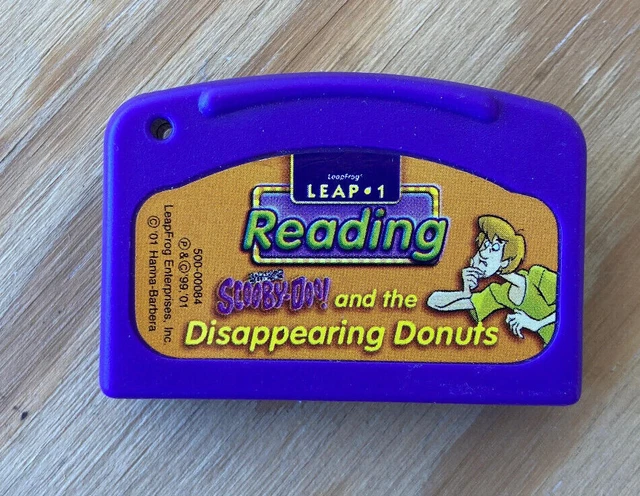 LeapFrog®
LEAP•1
Reading
SCOOBY-DOO! and the
Disappearing Donuts
500-00084
℗ & © '99, '01
LeapFrog Enterprises, Inc.
© '01 Hanna-Barbera